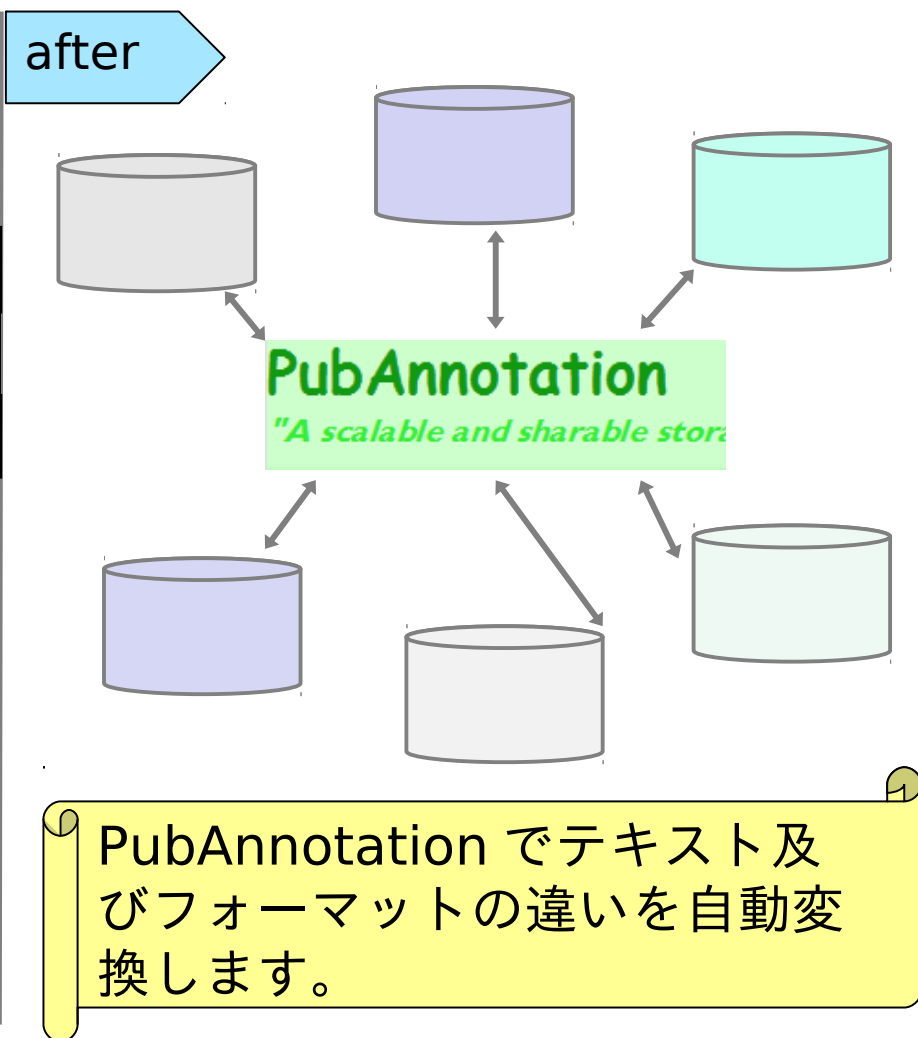 after
PubAnnotation
"A scalable and sharable
PubAnnotation でテキスト及
びフォーマットの違いを自動変
換します。